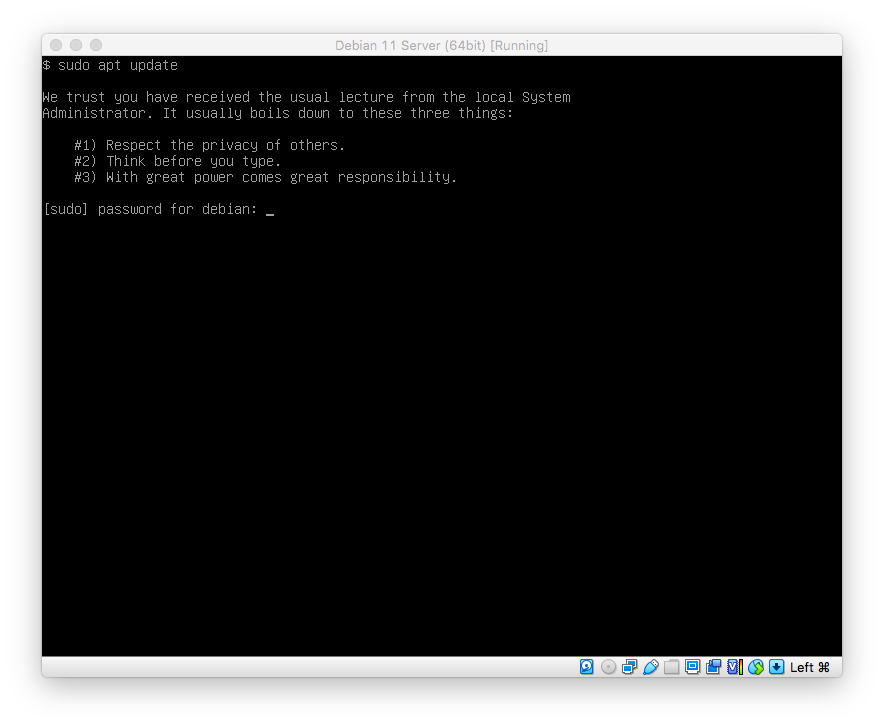 Debian 11 Server (64bit) [Running]
$ sudo apt update
We trust you have received the usual lecture from the local System
Administrator. It usually boils down to these three things:
#1) Respect the privacy of others.
#2) Think before you type.
#3) With great power comes great responsibility.
[sudo] password for debian: _
Left ⌘